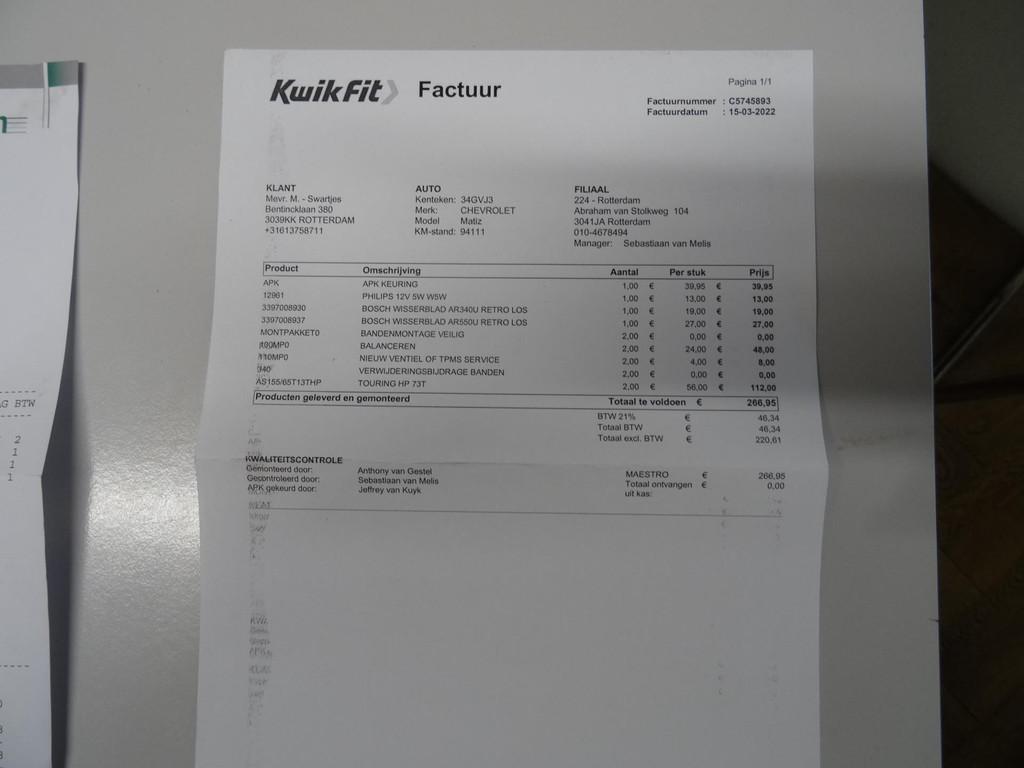 KwikFit Factuur
Pagina 1/1
Factuurnummer : C5745893
Factuurdatum : 15-03-2022
KLANT
Mevr. M. - Swartjes
Bentincklaan 380
3039KK ROTTERDAM
+31613758711
AUTO
Kenteken: 34GVJ3
Merk: CHEVROLET
Model Matiz
KM-stand: 94111
FILIAAL
224 - Rotterdam
Abraham van Stolkweg 104
3041JA Rotterdam
010-4678494
Manager: Sebastiaan van Melis
Product Omschrijving Aantal Per stuk Prijs
APK APK KEURING 1,00 € 39,95 € 39,95
12961 PHILIPS 12V 5W W5W 1,00 € 13,00 € 13,00
3397008930 BOSCH WISSERBLAD AR340U RETRO LOS 1,00 € 19,00 € 19,00
3397008937 BOSCH WISSERBLAD AR550U RETRO LOS 1,00 € 27,00 € 27,00
MONTPAKKET0 BANDENMONTAGE VEILIG 2,00 € 0,00 € 0,00
100MP0 BALANCEREN 2,00 € 24,00 € 48,00
110MP0 NIEUW VENTIEL OF TPMS SERVICE 2,00 € 4,00 € 8,00
940 VERWIJDERINGSBIJDRAGE BANDEN 2,00 € 0,00 € 0,00
AS155/65T13THP TOURING HP 73T 2,00 € 56,00 € 112,00
Producten geleverd en gemonteerd Totaal te voldoen € 266,95
BTW 21% € 46,34
Totaal BTW € 46,34
Totaal excl. BTW € 220,61
KWALITEITSCONTROLE
Gemonteerd door: Anthony van Gestel
Gecontroleerd door: Sebastiaan van Melis
APK gekeurd door: Jeffrey van Kuyk
MAESTRO € 266,95
Totaal ontvangen € 0,00
uit kas:
G BTW
2
1
1
1